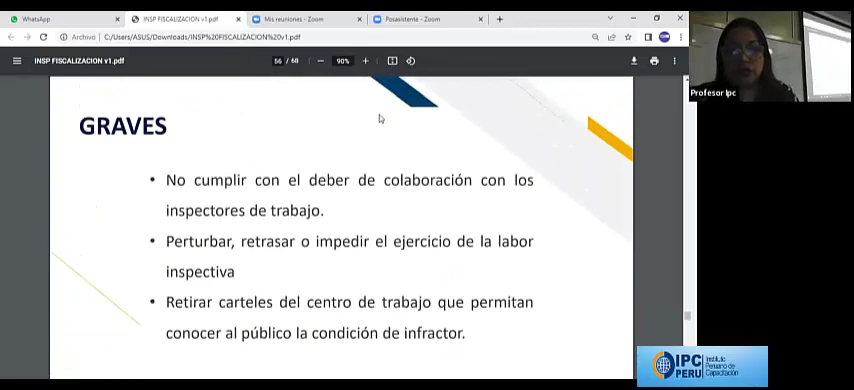 WhatsApp
INSP FISCALIZACION v1.pdf
Mis reuniones - Zoom
Posasistente - Zoom
Archivo | C:/Users/ASUS/Downloads/INSP%20FISCALIZACION%20v1.pdf
INSP FISCALIZACION v1.pdf
56 / 68
90%
Profesor Ipc
GRAVES
• No cumplir con el deber de colaboración con los
inspectores de trabajo.
• Perturbar, retrasar o impedir el ejercicio de la labor
inspectiva
• Retirar carteles del centro de trabajo que permitan
conocer al público la condición de infractor.
IPC
PERU
Instituto
Peruano de
Capacitación